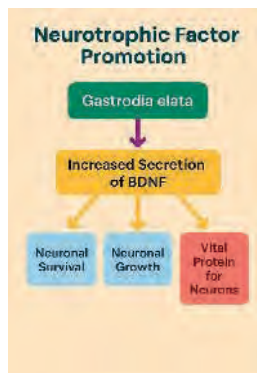 Neurotrophic Factor
Promotion
Gastrodia elata
Increased Secretion
of BDNF
Neuronal
Survival
Neuronal
Growth
Vital
Protein
for
Neurons